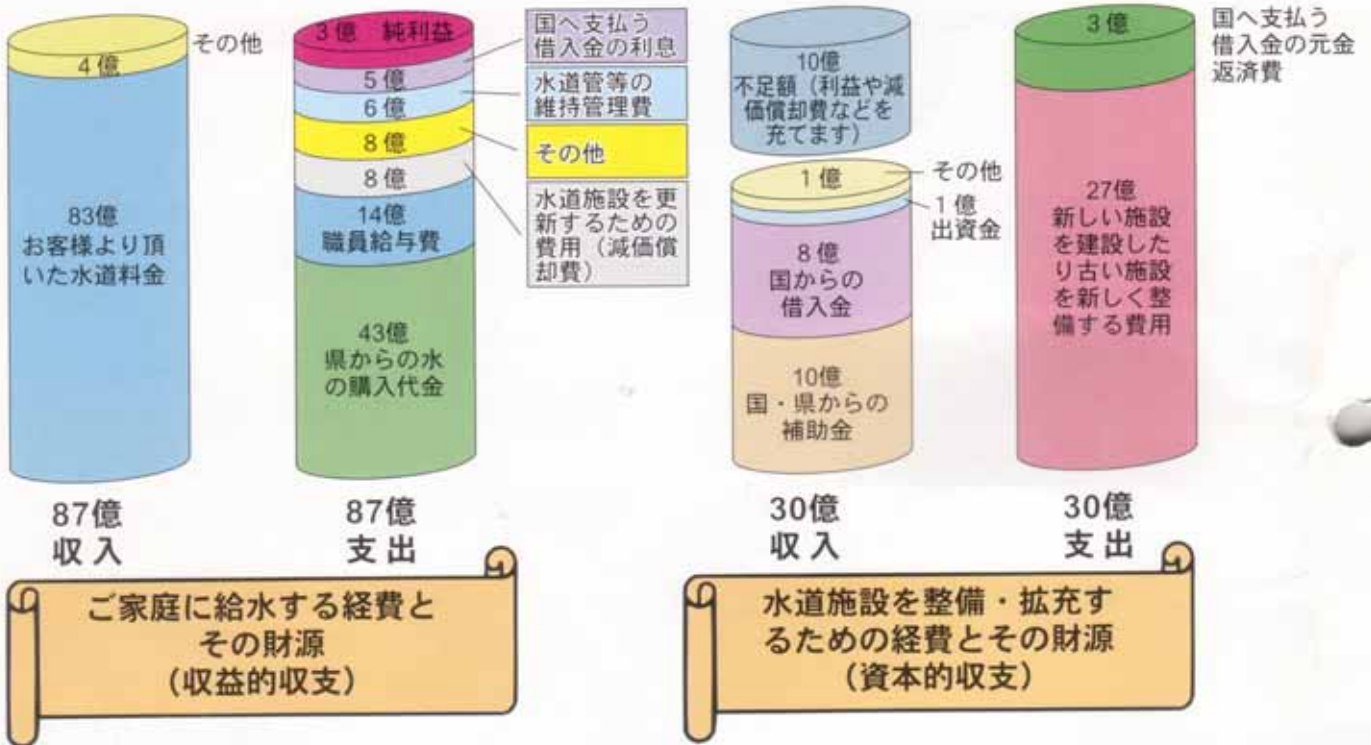 4億
その他
83億
お客様より頂
いた水道料金
87億
収入
3億 純利益
5億
6億
8億
8億
14億
職員給与費
43億
県からの水
の購入代金
国へ支払う
借入金の利息
水道管等の
維持管理費
その他
水道施設を更
新するための
費用（減価償
却費）
87億
支出
ご家庭に給水する経費と
その財源
（収益的収支）
10億
不足額（利益や減
価償却費などを
充てます）
1億
その他
1億
出資金
8億
国からの
借入金
10億
国・県からの
補助金
30億
収入
3億
国へ支払う
借入金の元金
返済費
27億
新しい施設
を建設した
り古い施設
を新しく整
備する費用
30億
支出
水道施設を整備・拡充す
るための経費とその財源
（資本的収支）